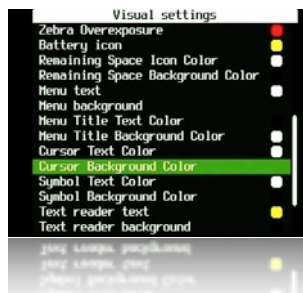 Visual settings
Zebra Overexposure
Battery icon
Remaining Space Icon Color
Remaining Space Background Color
Menu text
Menu background
Menu Title Text Color
Menu Title Background Color
Cursor Text Color
Cursor Background Color
Symbol Text Color
Symbol Background Color
Text reader text
Text reader background